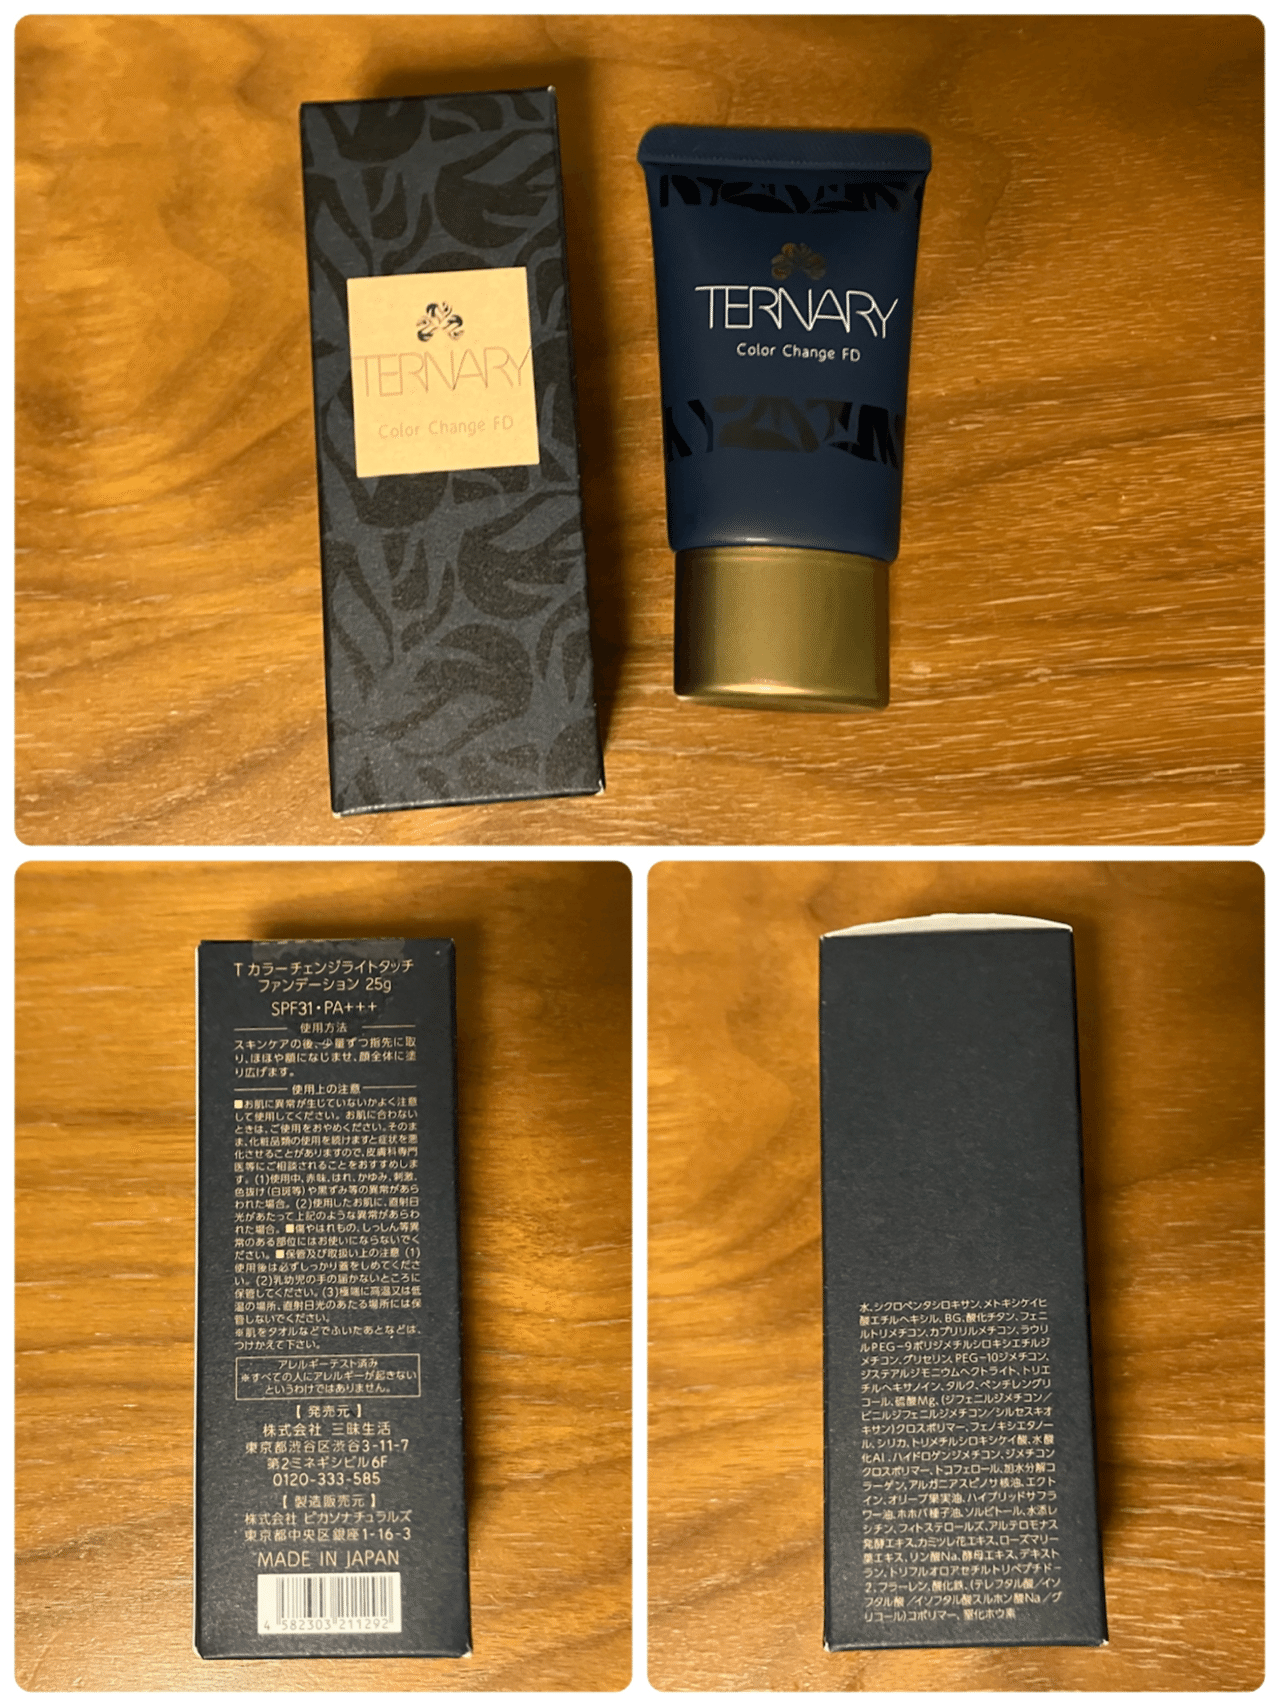 TERNARY
Color Change FD
TERNARY
Color Change FD
T カラーチェンジライトタッチ
ファンデーション 25g
SPF31・PA+++
使用方法
スキンケアの後、少量ずつ指先に取
り、ほほや額になじませ、顔全体に塗
り広げます。
使用上の注意
■お肌に異常が生じていないかよく注意
して使用してください。お肌に合わない
ときは、ご使用をおやめください。そのま
ま、化粧品類の使用を続けますと症状を悪
化させることがありますので、皮膚科専門
医等にご相談されることをおすすめしま
す。(1)使用中、赤味、はれ、かゆみ、刺激、
色抜け(白斑等)や黒ずみ等の異常があら
われた場合。(2)使用したお肌に、直射日
光があたって上記のような異常があらわ
れた場合。■傷やはれもの、しっしん等異
常のある部位にはお使いにならないでく
ださい。■保管及び取扱い上の注意 (1)
使用後は必ずしっかり蓋をしめてくださ
い。(2)乳幼児の手の届かないところに
保管してください。(3)極端に高温又は低
温の場所、直射日光のあたる場所には保
管しないでください。
※肌をタオルなどでふいたあとなどは、
つけかえて下さい。
アレルギーテスト済み
※すべての人にアレルギーが起きない
というわけではありません。
【 発売元 】
株式会社 三昧生活
東京都渋谷区渋谷3-11-7
第2ミネギシビル6F
0120-333-585
【 製造販売元 】
株式会社 ピカソナチュラルズ
東京都中央区銀座1-16-3
MADE IN JAPAN
4 582303 211292
水、シクロペンタシロキサン、メトキシケイヒ
酸エチルヘキシル、BG、酸化チタン、フェニ
ルトリメチコン、カプリリルメチコン、ラウリ
ルPEG-9ポリジメチルシロキシエチルジ
メチコン、グリセリン、PEG-10ジメチコン、
ジステアルジモニウムヘクトライト、トリエ
チルヘキサノイン、タルク、ペンチレングリ
コール、硫酸Mg、(ジフェニルジメチコン/
ビニルジフェニルジメチコン/シルセスキオ
キサン)クロスポリマー、フェノキシエタノー
ル、シリカ、トリメチルシロキシケイ酸、水酸
化Al、ハイドロゲンジメチコン、ジメチコン
クロスポリマー、トコフェロール、加水分解コ
ラーゲン、アルガニアスピノサ核油、エクト
イン、オリーブ果実油、ハイブリッドサフラ
ワー油、ホホバ種子油、ソルビトール、水添レ
シチン、フィトステロールズ、アルテロモナス
発酵エキス、カミツレ花エキス、ローズマリー
葉エキス、リン酸Na、酵母エキス、デキスト
ラン、トリフルオロアセチルトリペプチド-
2、フラーレン、酸化鉄、(テレフタル酸/イソ
フタル酸/イソフタル酸スルホン酸Na/グ
リコール)コポリマー、窒化ホウ素